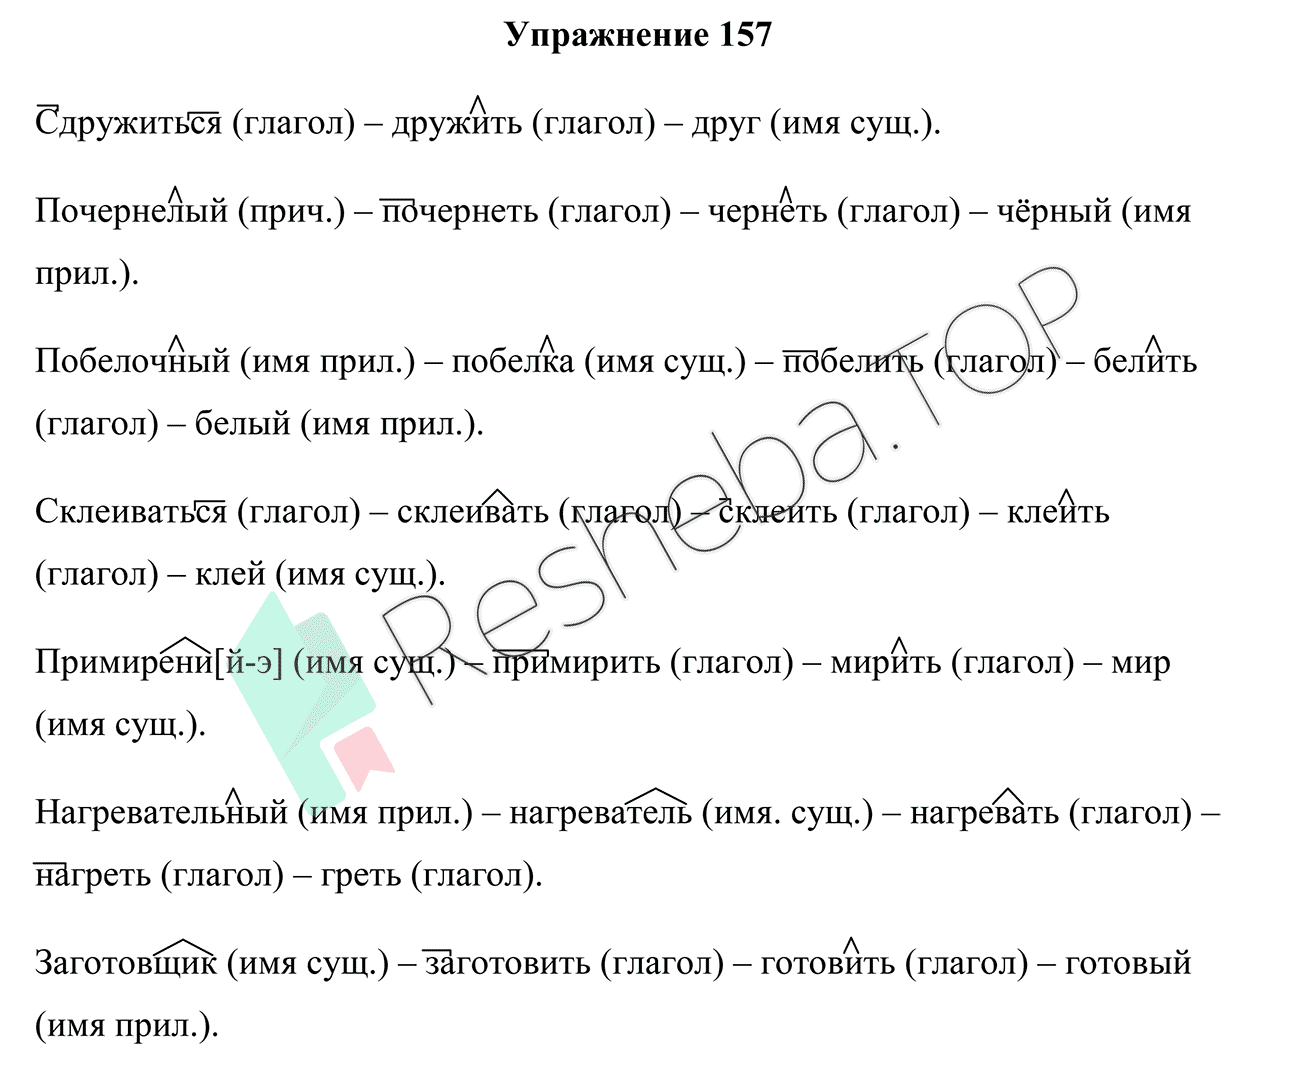 Упражнение 157
Сдружиться (глагол) – дружить (глагол) – друг (имя сущ.).
Почернелый (прич.) – почернеть (глагол) – чернеть (глагол) – чёрный (имя
прил.).
Побелочный (имя прил.) – побелка (имя сущ.) – побелить (глагол) – белить
(глагол) – белый (имя прил.).
Склеиваться (глагол) – склеивать (глагол) – склеить (глагол) – клеить
(глагол) – клей (имя сущ.).
Примирени[й-э] (имя сущ.) – примирить (глагол) – мирить (глагол) – мир
(имя сущ.).
Нагревательный (имя прил.) – нагреватель (имя. сущ.) – нагревать (глагол) –
нагреть (глагол) – греть (глагол).
Заготовщик (имя сущ.) – заготовить (глагол) – готовить (глагол) – готовый
(имя прил.).
Resheba.TOP